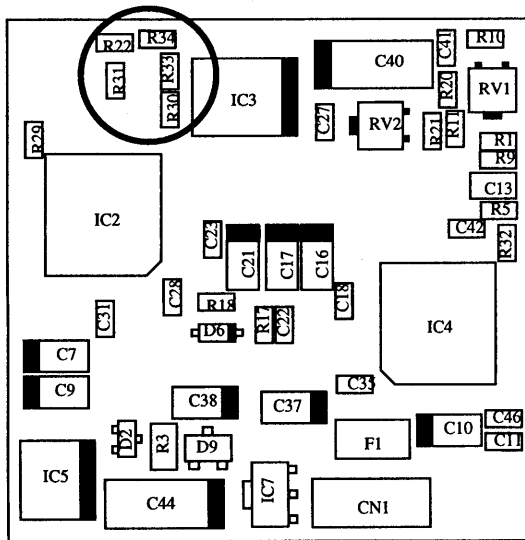 R34
R22
C41
R10
R33
R31
C40
IC3
R20
RV1
R30
C27
RV2
R21
R11
R29
R1
R9
C13
R5
IC2
C42
C23
R32
C21
C17
C16
C28
R18
C18
C31
D6
R17
C22
IC4
C7
C9
C35
C38
C37
C10
C46
D2
R3
D9
F1
C11
IC5
C44
IC7
CN1